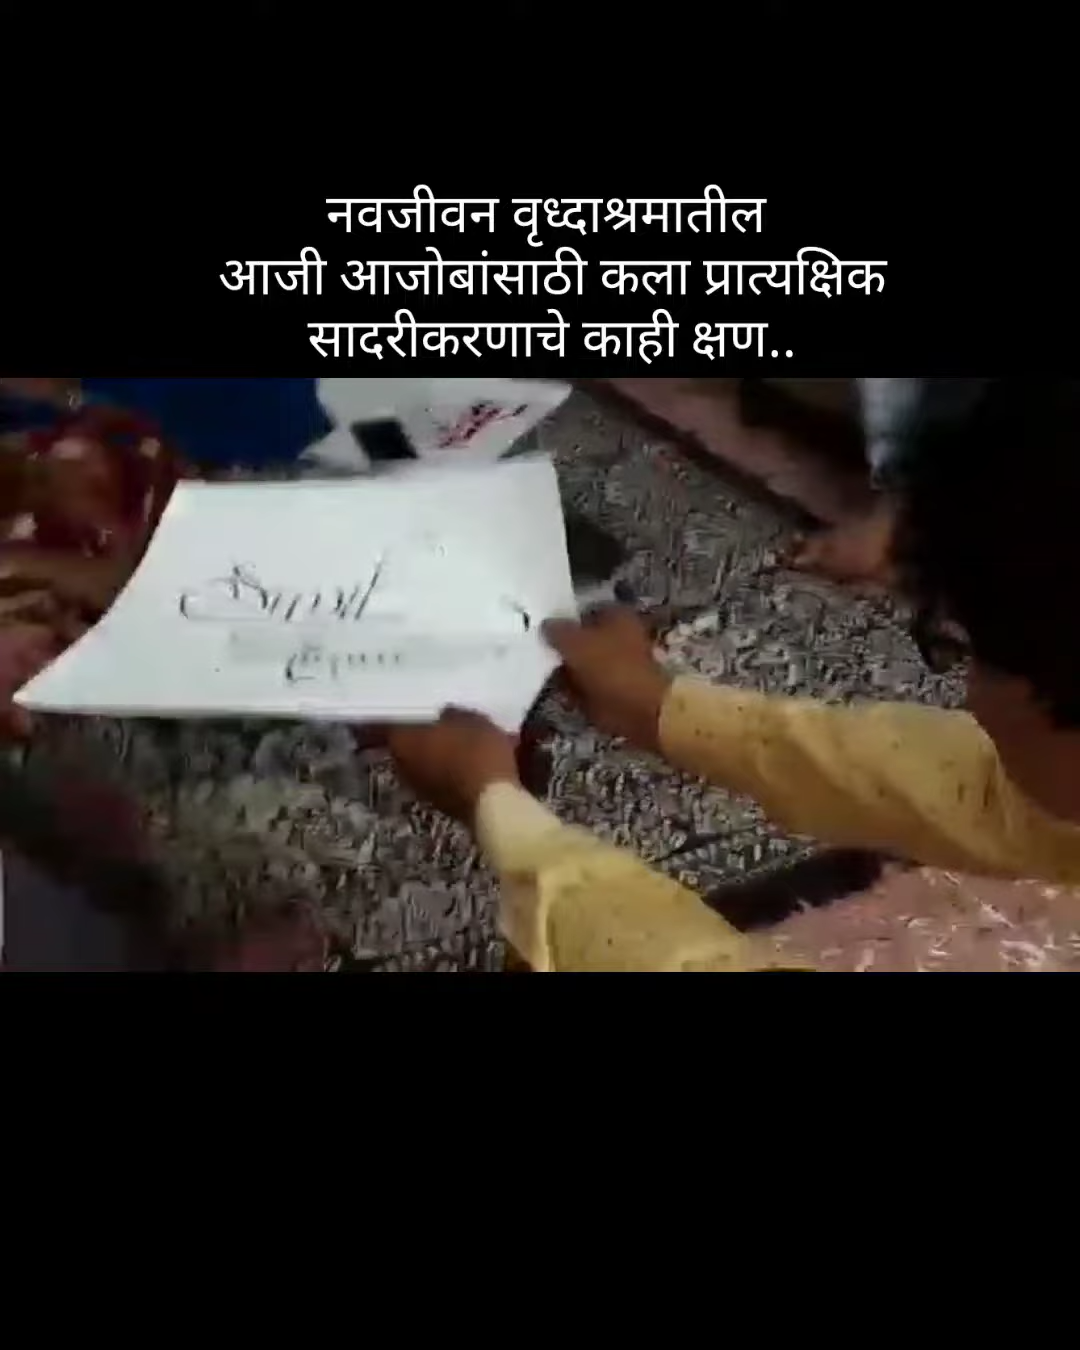 नवजीवन वृध्दाश्रमातील
आजी आजोबांसाठी कला प्रात्यक्षिक
सादरीकरणाचे काही क्षण..